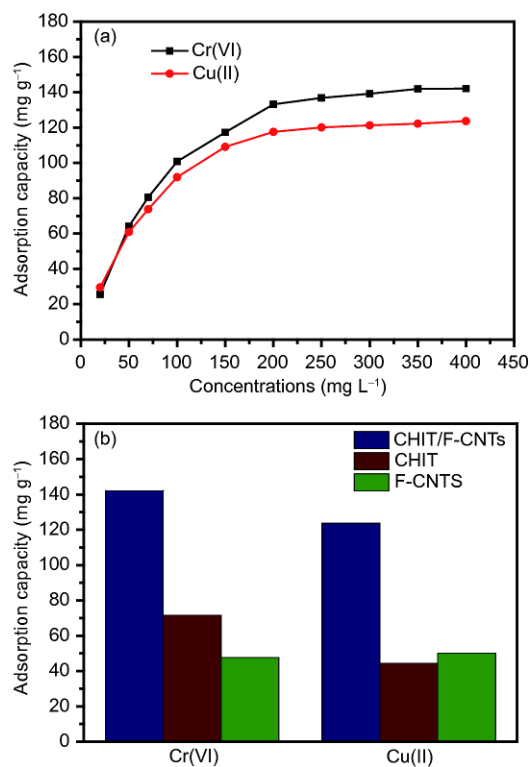 (a)
Cr(VI)
Cu(II)
Adsorption capacity (mg g⁻¹)
180
160
140
120
100
80
60
40
20
0
0 50 100 150 200 250 300 350 400 450
Concentrations (mg L⁻¹)
(b)
CHIT/F-CNTs
CHIT
F-CNTS
Adsorption capacity (mg g⁻¹)
180
160
140
120
100
80
60
40
20
0
Cr(VI) Cu(II)